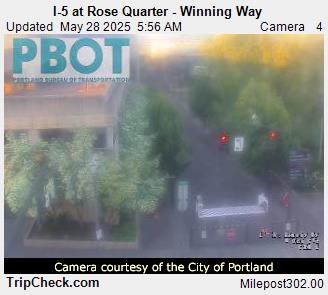 I-5 at Rose Quarter - Winning Way
Updated May 28 2025 5:56 AM Camera 4
PBOT
PORTLAND BUREAU OF TRANSPORTATION
Camera courtesy of the City of Portland
TripCheck.com Milepost302.00